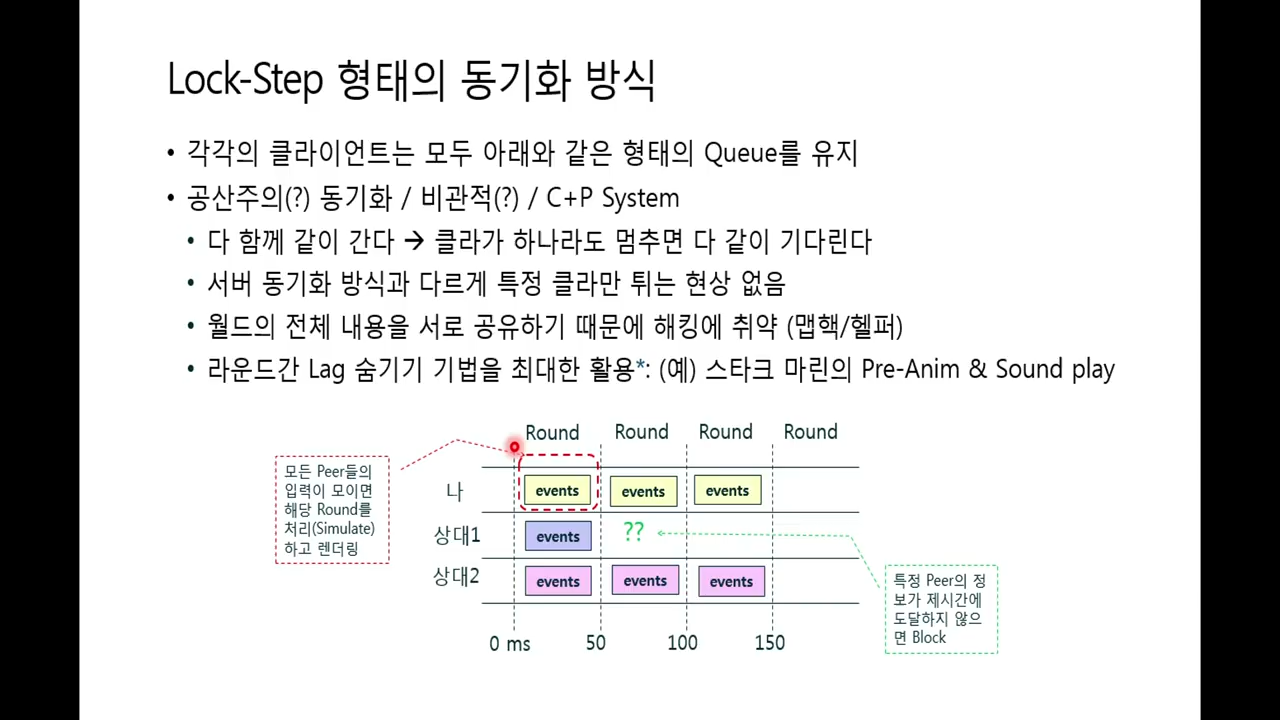 Lock-Step 형태의 동기화 방식
• 각각의 클라이언트는 모두 아래와 같은 형태의 Queue를 유지
• 공산주의(?) 동기화 / 비관적(?) / C+P System
• 다 함께 같이 간다 → 클라가 하나라도 멈추면 다 같이 기다린다
• 서버 동기화 방식과 다르게 특정 클라만 튀는 현상 없음
• 월드의 전체 내용을 서로 공유하기 때문에 해킹에 취약 (맵핵/헬퍼)
• 라운드간 Lag 숨기기 기법을 최대한 활용*: (예) 스타크 마린의 Pre-Anim & Sound play
Round Round Round Round
모든 Peer들의
입력이 모이면
해당 Round를
처리(Simulate)
하고 렌더링
나 events events events
상대1 events ??
상대2 events events events
0 ms 50 100 150
특정 Peer의 정
보가 제시간에
도달하지 않으
면 Block